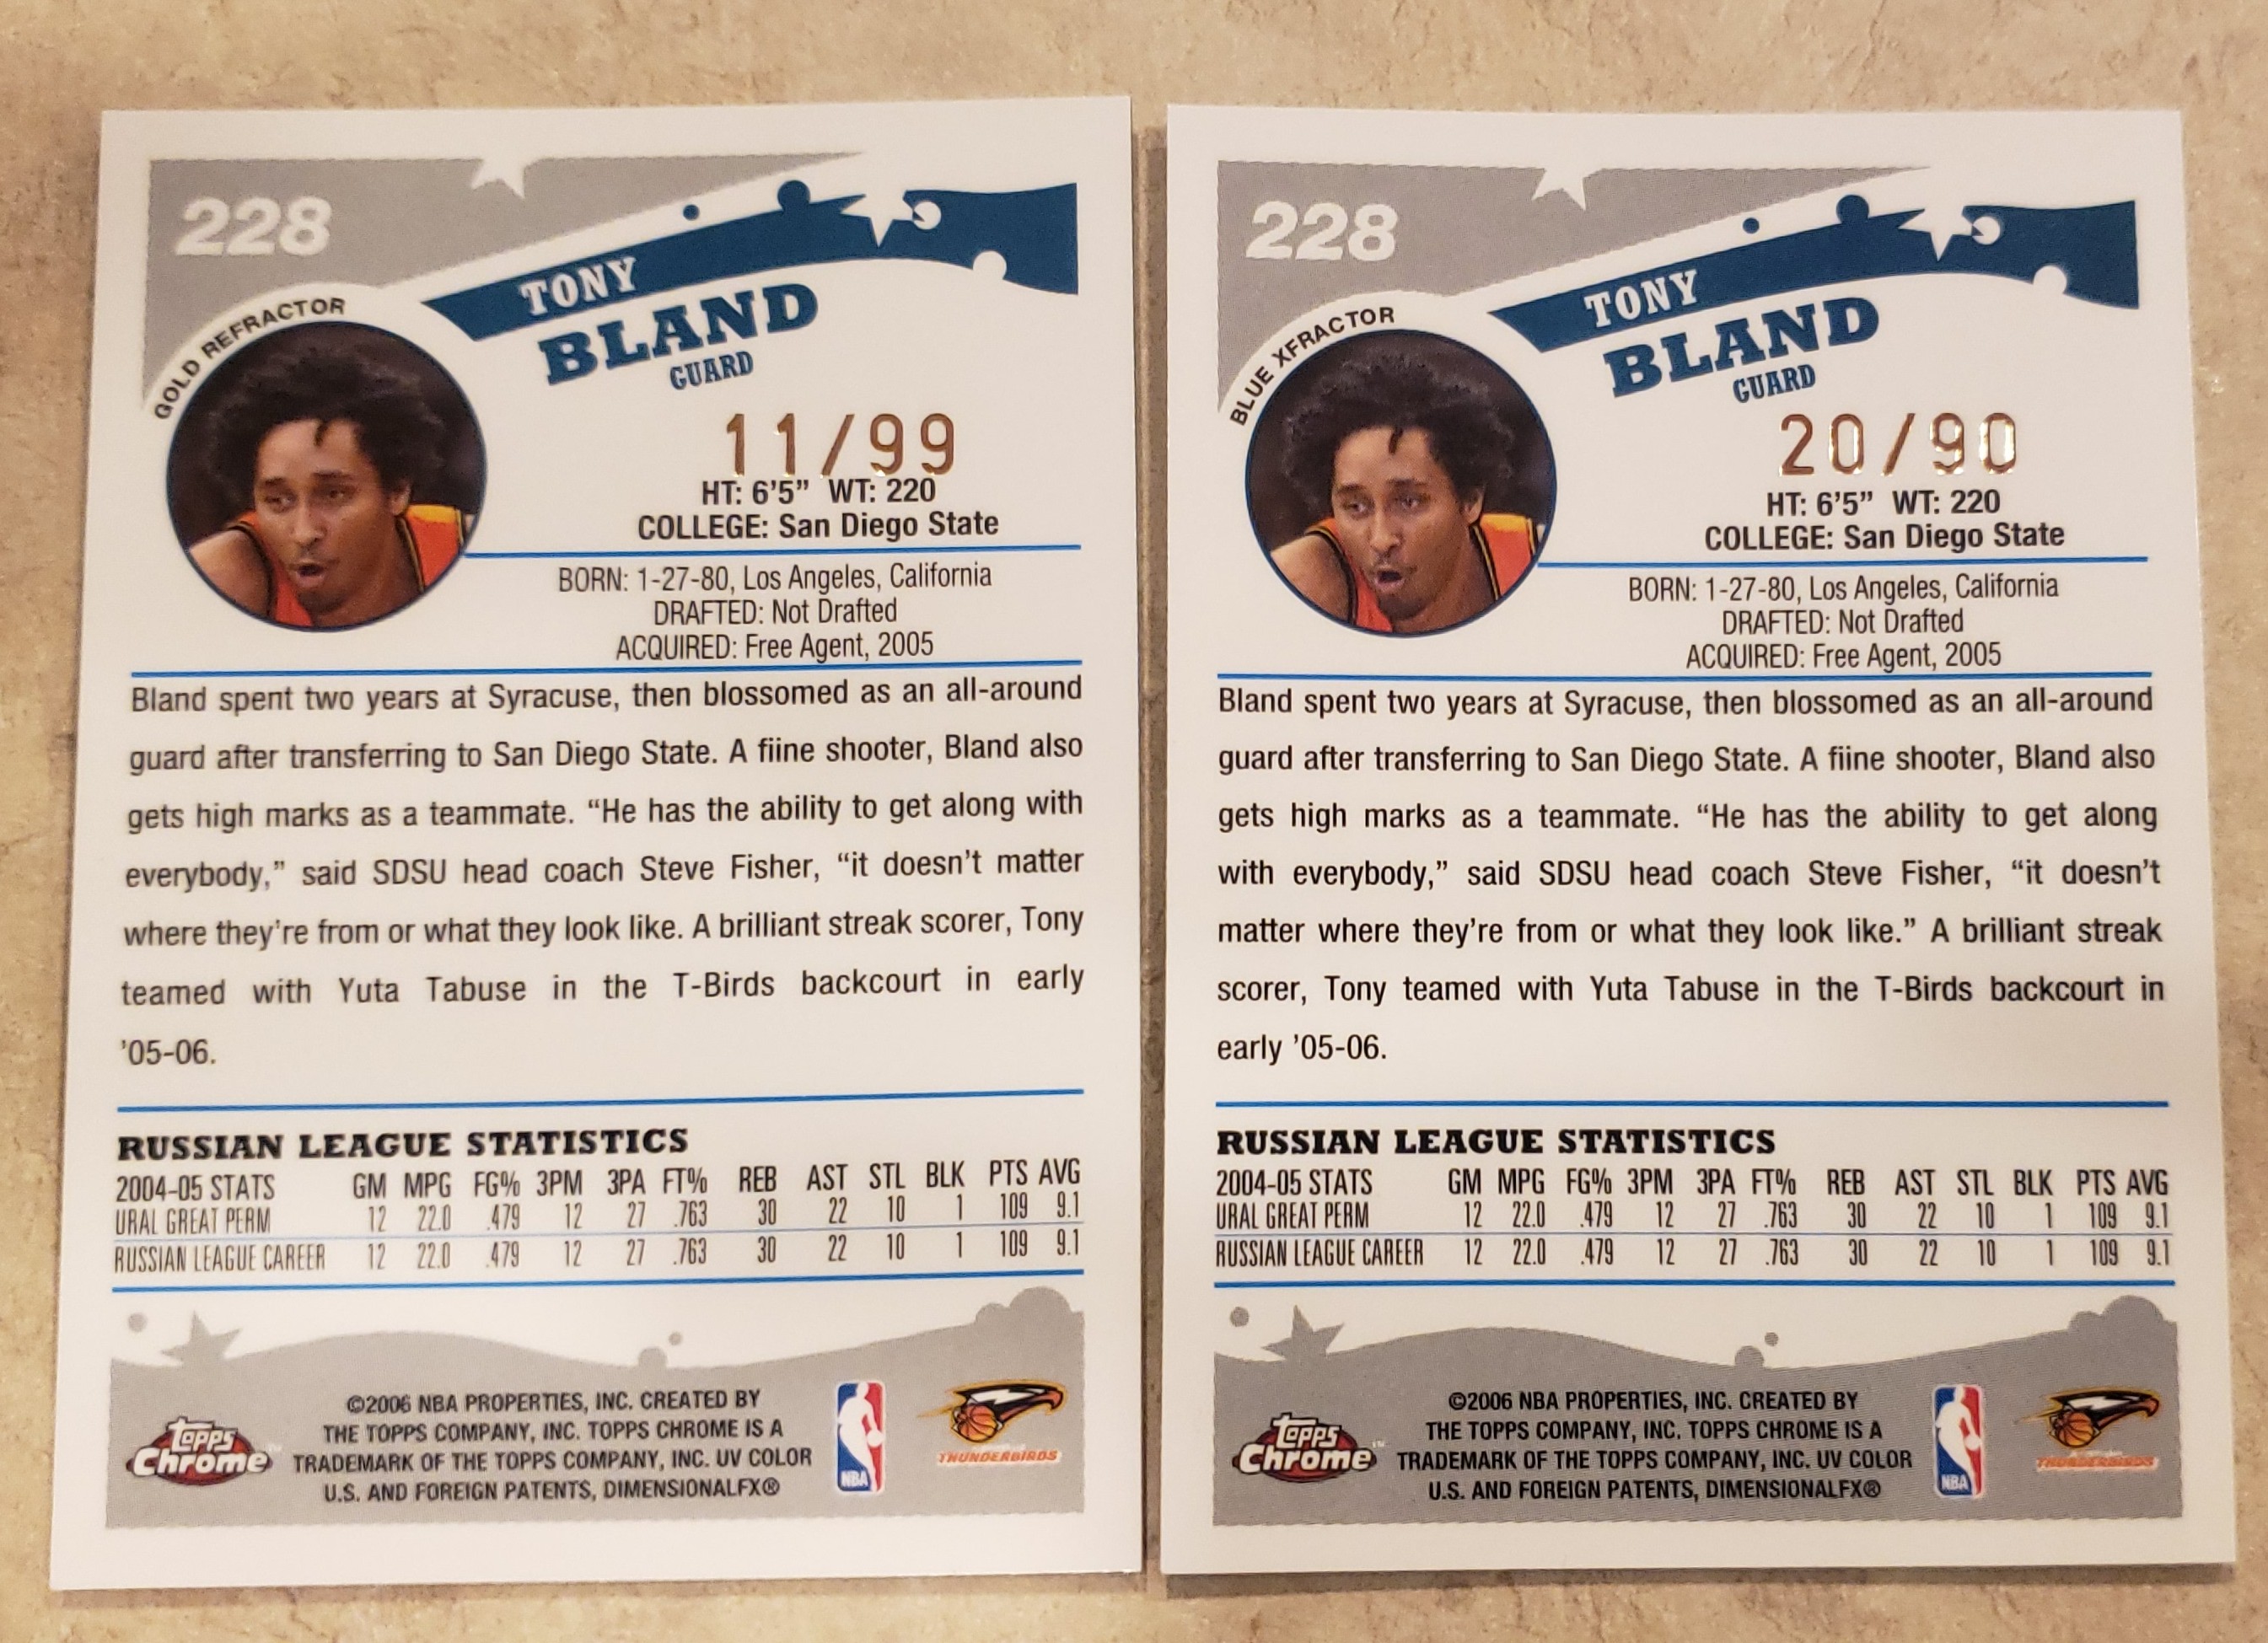 228
GOLD REFRACTOR
TONY
BLAND
GUARD
11/99
HT: 6'5” WT: 220
COLLEGE: San Diego State
BORN: 1-27-80, Los Angeles, California
DRAFTED: Not Drafted
ACQUIRED: Free Agent, 2005
Bland spent two years at Syracuse, then blossomed as an all-around
guard after transferring to San Diego State. A fiine shooter, Bland also
gets high marks as a teammate. “He has the ability to get along with
everybody,” said SDSU head coach Steve Fisher, “it doesn't matter
where they're from or what they look like. A brilliant streak scorer, Tony
teamed with Yuta Tabuse in the T-Birds backcourt in early
'05-06.
RUSSIAN LEAGUE STATISTICS
2004-05 STATS GM MPG FG% 3PM 3PA FT% REB AST STL BLK PTS AVG
URAL GREAT PERM 12 22.0 .479 12 27 .763 30 22 10 1 109 9.1
RUSSIAN LEAGUE CAREER 12 22.0 .479 12 27 .763 30 22 10 1 109 9.1
Topps
Chrome™
©2006 NBA PROPERTIES, INC. CREATED BY
THE TOPPS COMPANY, INC. TOPPS CHROME IS A
TRADEMARK OF THE TOPPS COMPANY, INC. UV COLOR
U.S. AND FOREIGN PATENTS, DIMENSIONALFX®
NBA
THUNDERBIRDS
228
BLUE XFRACTOR
TONY
BLAND
GUARD
20/90
HT: 6'5” WT: 220
COLLEGE: San Diego State
BORN: 1-27-80, Los Angeles, California
DRAFTED: Not Drafted
ACQUIRED: Free Agent, 2005
Bland spent two years at Syracuse, then blossomed as an all-around
guard after transferring to San Diego State. A fiine shooter, Bland also
gets high marks as a teammate. “He has the ability to get along
with everybody,” said SDSU head coach Steve Fisher, “it doesn't
matter where they're from or what they look like.” A brilliant streak
scorer, Tony teamed with Yuta Tabuse in the T-Birds backcourt in
early '05-06.
RUSSIAN LEAGUE STATISTICS
2004-05 STATS GM MPG FG% 3PM 3PA FT% REB AST STL BLK PTS AVG
URAL GREAT PERM 12 22.0 .479 12 27 .763 30 22 10 1 109 9.1
RUSSIAN LEAGUE CAREER 12 22.0 .479 12 27 .763 30 22 10 1 109 9.1
Topps
Chrome™
©2006 NBA PROPERTIES, INC. CREATED BY
THE TOPPS COMPANY, INC. TOPPS CHROME IS A
TRADEMARK OF THE TOPPS COMPANY, INC. UV COLOR
U.S. AND FOREIGN PATENTS, DIMENSIONALFX®
NBA
THUNDERBIRDS